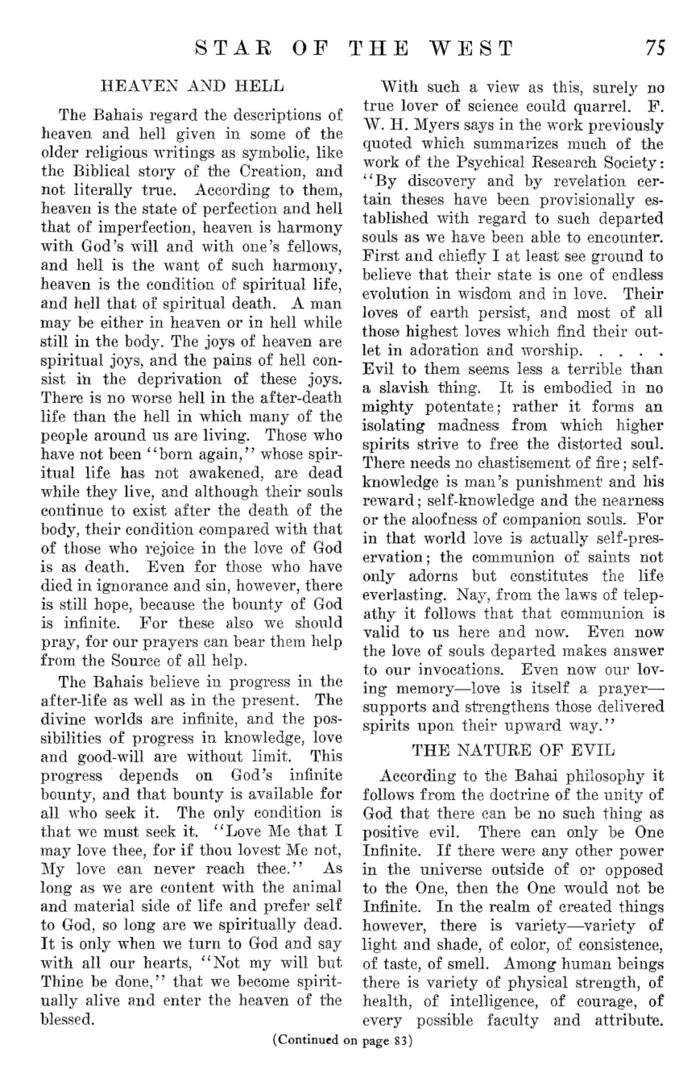 STAR OF THE WEST 75
HEAVEN AND HELL
The Bahais regard the descriptions of
heaven and hell given in some of the
older religious writings as symbolic, like
the Biblical story of the Creation, and
not literally true. According to them,
heaven is the state of perfection and hell
that of imperfection, heaven is harmony
with God's will and with one's fellows,
and hell is the want of such harmony,
heaven is the condition of spiritual life,
and hell that of spiritual death. A man
may be either in heaven or in hell while
still in the body. The joys of heaven are
spiritual joys, and the pains of hell con-
sist in the deprivation of these joys.
There is no worse hell in the after-death
life than the hell in which many of the
people around us are living. Those who
have not been "born again," whose spir-
itual life has not awakened, are dead
while they live, and although their souls
continue to exist after the death of the
body, their condition compared with that
of those who rejoice in the love of God
is as death. Even for those who have
died in ignorance and sin, however, there
is still hope, because the bounty of God
is infinite. For these also we should
pray, for our prayers can bear them help
from the Source of all help.
The Bahais believe in progress in the
after-life as well as in the present. The
divine worlds are infinite, and the pos-
sibilities of progress in knowledge, love
and good-will are without limit. This
progress depends on God's infinite
bounty, and that bounty is available for
all who seek it. The only condition is
that we must seek it. "Love Me that I
may love thee, for if thou lovest Me not,
My love can never reach thee." As
long as we are content with the animal
and material side of life and prefer self
to God, so long are we spiritually dead.
It is only when we turn to God and say
with all our hearts, "Not my will but
Thine be done," that we become spirit-
ually alive and enter the heaven of the
blessed.
With such a view as this, surely no
true lover of science could quarrel. F.
W. H. Myers says in the work previously
quoted which summarizes much of the
work of the Psychical Research Society:
"By discovery and by revelation cer-
tain theses have been provisionally es-
tablished with regard to such departed
souls as we have been able to encounter.
First and chiefly I at least see ground to
believe that their state is one of endless
evolution in wisdom and in love. Their
loves of earth persist, and most of all
those highest loves which find their out-
let in adoration and worship. . . . .
Evil to them seems less a terrible than
a slavish thing. It is embodied in no
mighty potentate; rather it forms an
isolating madness from which higher
spirits strive to free the distorted soul.
There needs no chastisement of fire; self-
knowledge is man's punishment and his
reward; self-knowledge and the nearness
or the aloofness of companion souls. For
in that world love is actually self-pres-
ervation; the communion of saints not
only adorns but constitutes the life
everlasting. Nay, from the laws of telep-
athy it follows that that communion is
valid to us here and now. Even now
the love of souls departed makes answer
to our invocations. Even now our lov-
ing memory—love is itself a prayer—
supports and strengthens those delivered
spirits upon their upward way."
THE NATURE OF EVIL
According to the Bahai philosophy it
follows from the doctrine of the unity of
God that there can be no such thing as
positive evil. There can only be One
Infinite. If there were any other power
in the universe outside of or opposed
to the One, then the One would not be
Infinite. In the realm of created things
however, there is variety—variety of
light and shade, of color, of consistence,
of taste, of smell. Among human beings
there is variety of physical strength, of
health, of intelligence, of courage, of
every possible faculty and attribute.
(Continued on page 83)